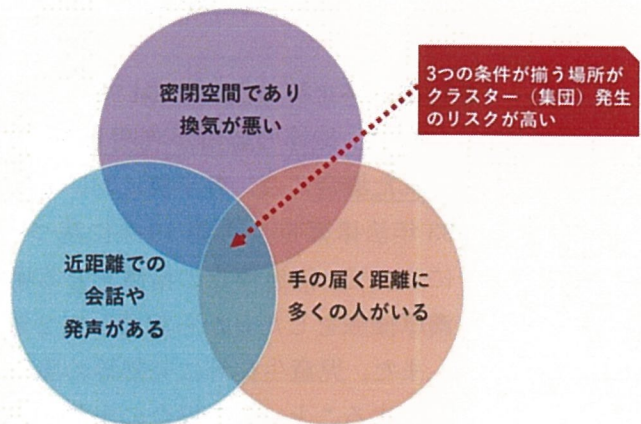 密閉空間であり
換気が悪い
3つの条件が揃う場所が
クラスター（集団）発生
のリスクが高い
近距離での
会話や
発声がある
手の届く距離に
多くの人がいる